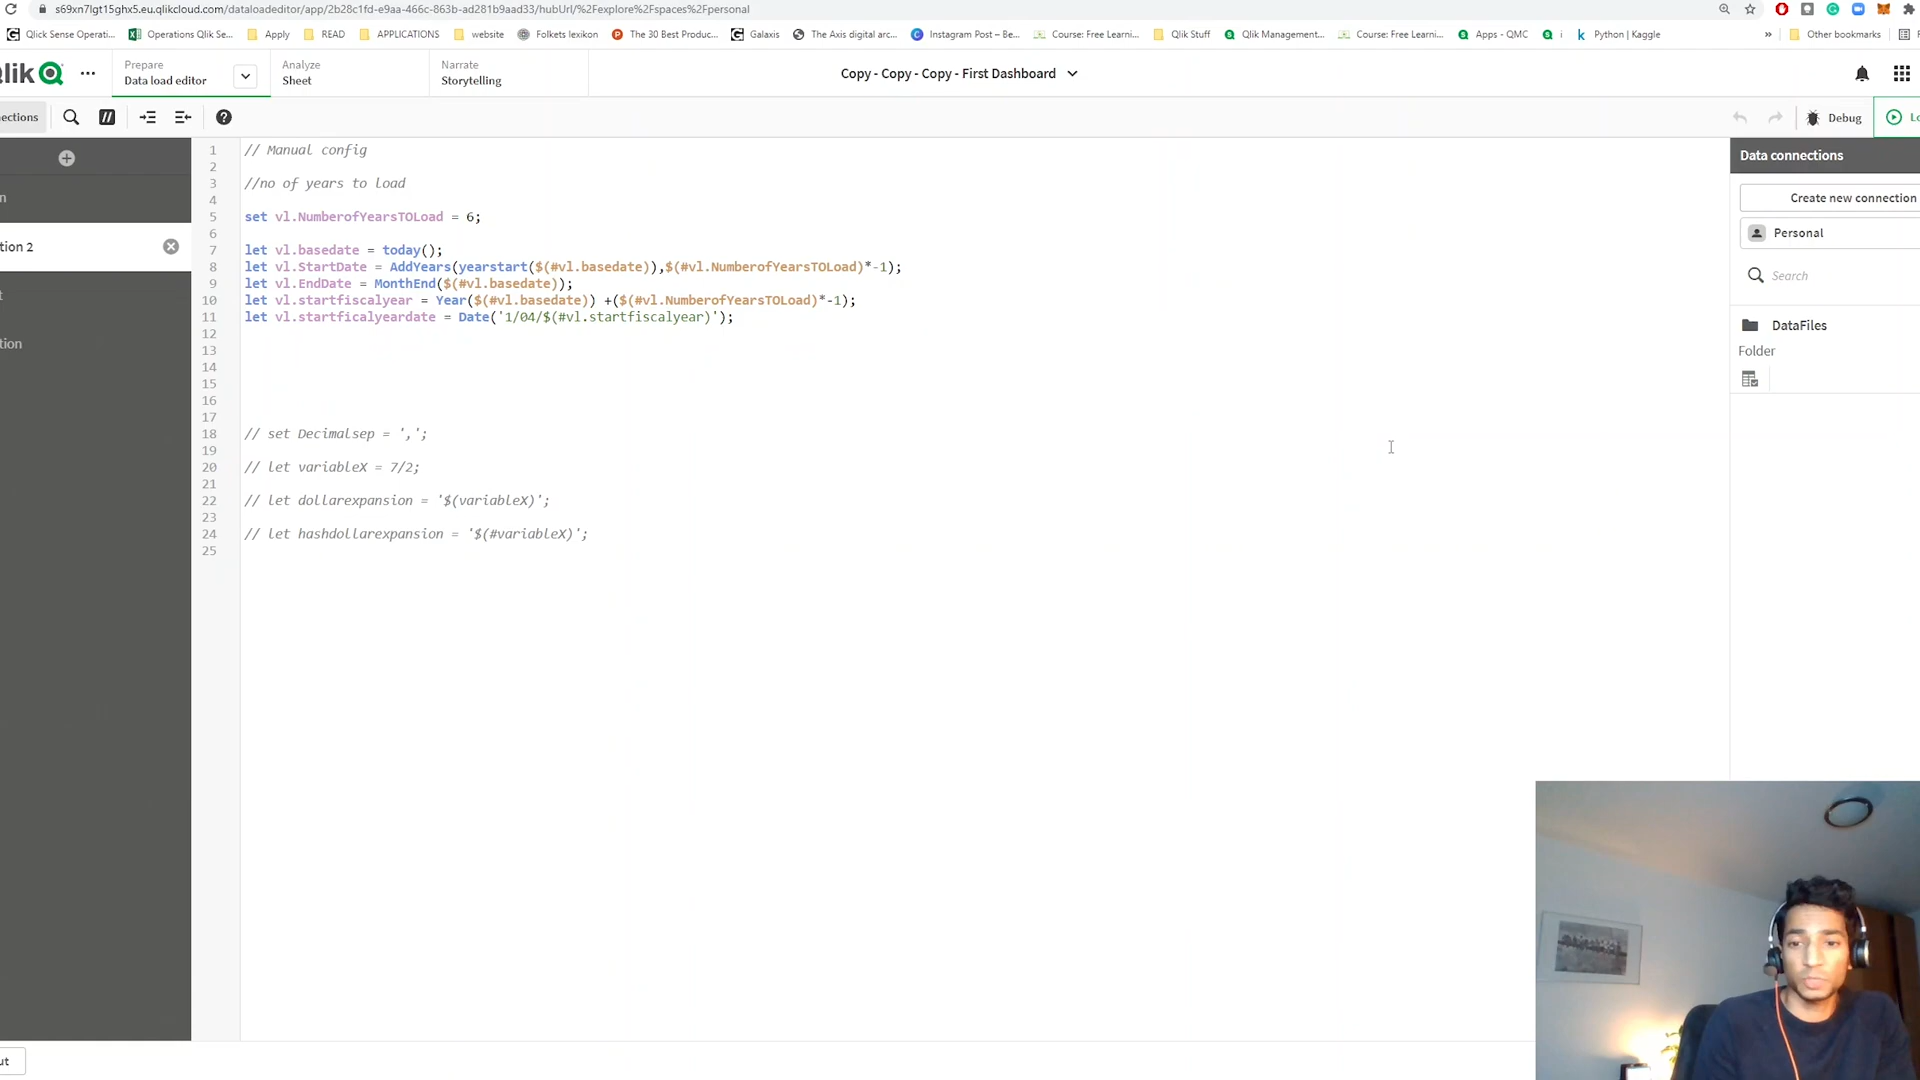 s69xn7lgt15ghx5.eu.qlikcloud.com/dataloadeditor/app/2b28c1fd-e9aa-466c-863b-ad281b9aad33/hubUrl/%2Fexplore%2Fspaces%2Fpersonal
Qlick Sense Operati... Operations Qlik Se... Apply READ APPLICATIONS website Folkets lexikon The 30 Best Produc... Galaxis The Axis digital arc... Instagram Post – Be... Course: Free Learni... Qlik Stuff Qlik Management... Course: Free Learni... Apps - QMC i Python | Kaggle » Other bookmarks
lik
Prepare
Data load editor
Analyze
Sheet
Narrate
Storytelling
Copy - Copy - Copy - First Dashboard
ections
Debug
Lo
1 // Manual config
2
3 //no of years to load
4
5 set vl.NumberofYearsTOLoad = 6;
6
7 let vl.basedate = today();
8 let vl.StartDate = AddYears(yearstart($(#vl.basedate)),$(#vl.NumberofYearsTOLoad)*-1);
9 let vl.EndDate = MonthEnd($(#vl.basedate));
10 let vl.startfiscalyear = Year($(#vl.basedate)) +($(#vl.NumberofYearsTOLoad)*-1);
11 let vl.startficalyeardate = Date('1/04/$(#vl.startfiscalyear)');
12
13
14
15
16
17
18 // set Decimalsep = ',';
19
20 // let variableX = 7/2;
21
22 // let dollarexpansion = '$(variableX)';
23
24 // let hashdollarexpansion = '$(#variableX)';
25
n
tion 2
t
tion
ut
Data connections
Create new connection
Personal
Search
DataFiles
Folder